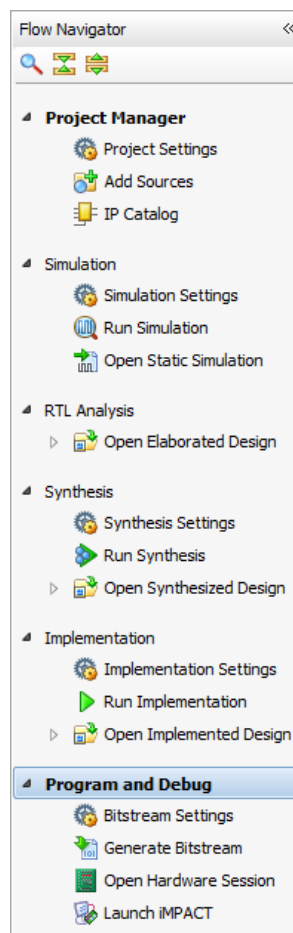 Flow Navigator
Project Manager
Project Settings
Add Sources
IP Catalog
Simulation
Simulation Settings
Run Simulation
Open Static Simulation
RTL Analysis
Open Elaborated Design
Synthesis
Synthesis Settings
Run Synthesis
Open Synthesized Design
Implementation
Implementation Settings
Run Implementation
Open Implemented Design
Program and Debug
Bitstream Settings
Generate Bitstream
Open Hardware Session
Launch iMPACT